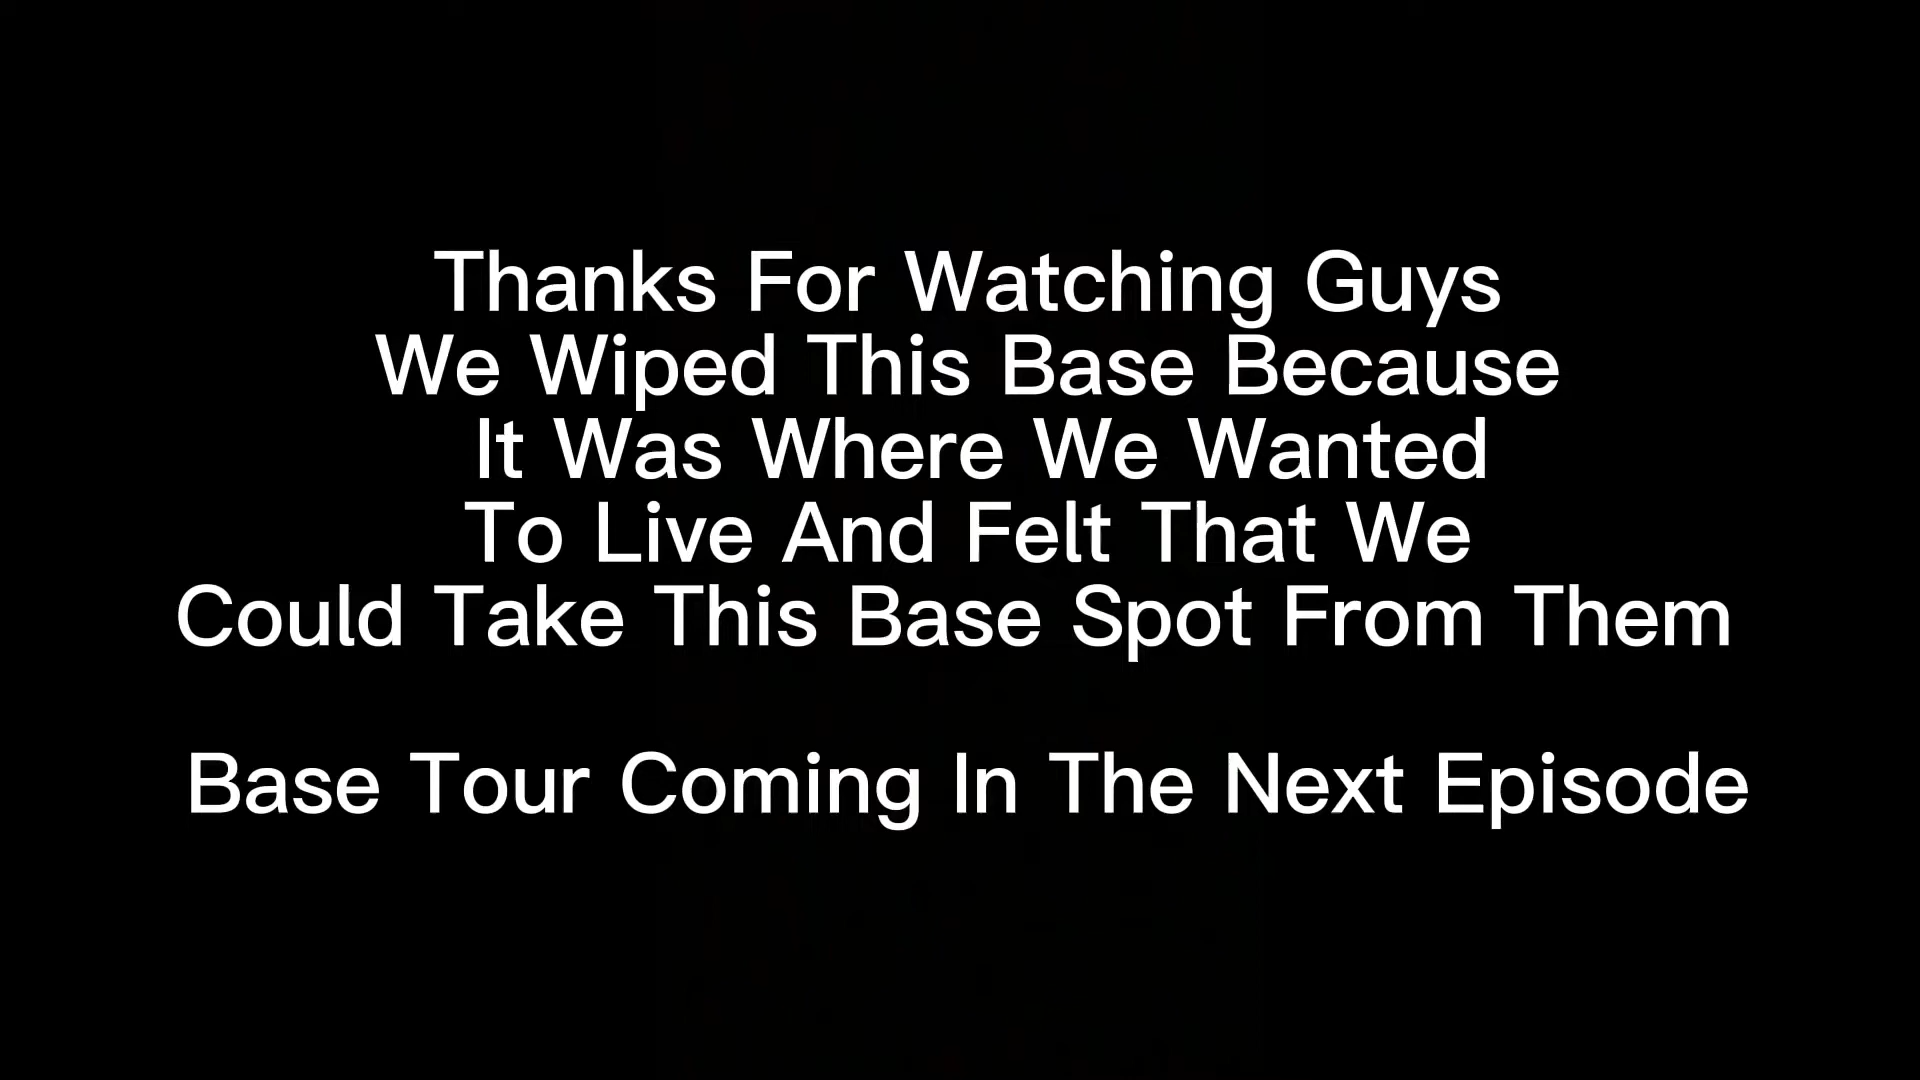 Thanks For Watching Guys
We Wiped This Base Because
It Was Where We Wanted
To Live And Felt That We
Could Take This Base Spot From Them
Base Tour Coming In The Next Episode